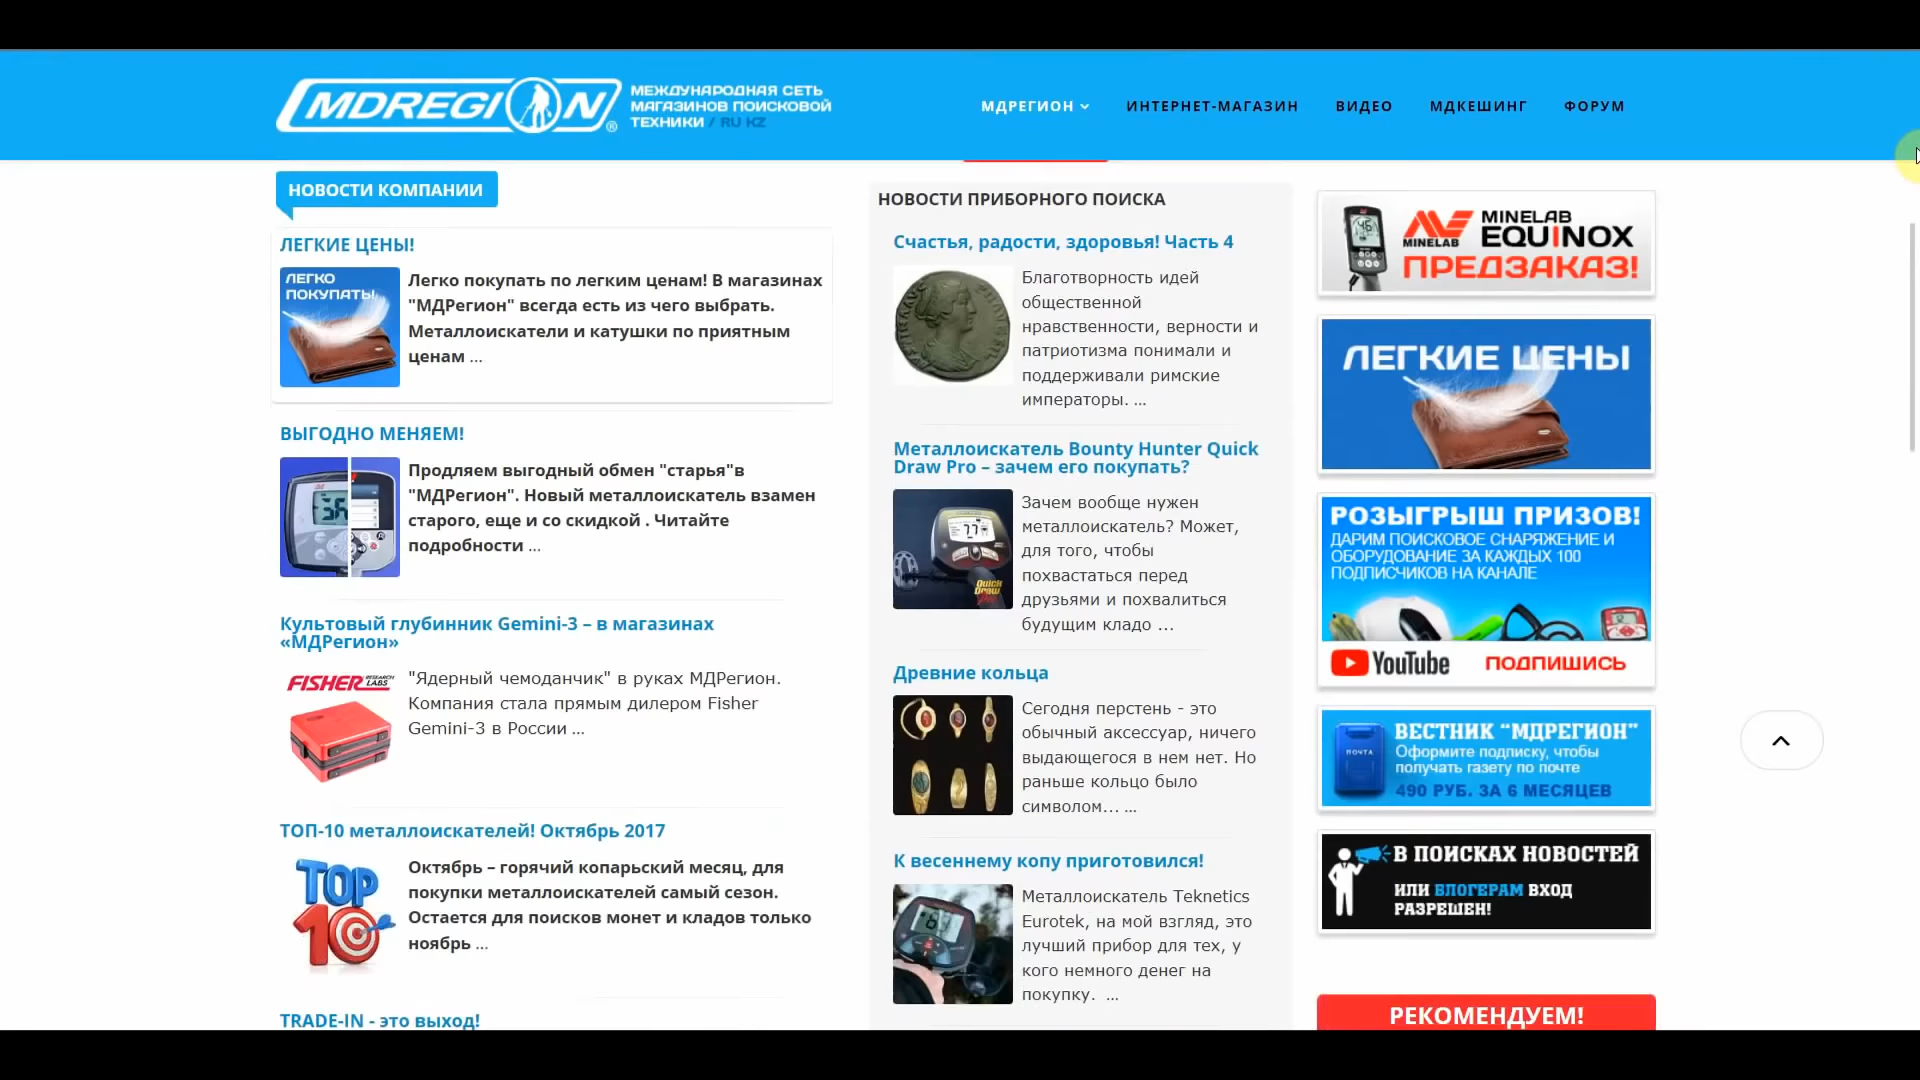 MDREGION®
МЕЖДУНАРОДНАЯ СЕТЬ
МАГАЗИНОВ ПОИСКОВОЙ
ТЕХНИКИ / RU KZ
МДРЕГИОН
ИНТЕРНЕТ-МАГАЗИН
ВИДЕО
МДКЕШИНГ
ФОРУМ
НОВОСТИ КОМПАНИИ
ЛЕГКИЕ ЦЕНЫ!
ЛЕГКО
ПОКУПАТЬ!
Легко покупать по легким ценам! В магазинах
"МДРегион" всегда есть из чего выбрать.
Металлоискатели и катушки по приятным
ценам ...
ВЫГОДНО МЕНЯЕМ!
Продляем выгодный обмен "старья"в
"МДРегион". Новый металлоискатель взамен
старого, еще и со скидкой . Читайте
подробности ...
Культовый глубинник Gemini-3 – в магазинах
«МДРегион»
FISHER RESEARCH
LABS
"Ядерный чемоданчик" в руках МДРегион.
Компания стала прямым дилером Fisher
Gemini-3 в России ...
ТОП-10 металлоискателей! Октябрь 2017
TOP
10
Октябрь – горячий копарьский месяц, для
покупки металлоискателей самый сезон.
Остается для поисков монет и кладов только
ноябрь ...
TRADE-IN - это выход!
НОВОСТИ ПРИБОРНОГО ПОИСКА
Счастья, радости, здоровья! Часть 4
Благотворность идей
общественной
нравственности, верности и
патриотизма понимали и
поддерживали римские
императоры. ...
Металлоискатель Bounty Hunter Quick
Draw Pro – зачем его покупать?
77
Quick
Draw
Pro
Зачем вообще нужен
металлоискатель? Может,
для того, чтобы
похвастаться перед
друзьями и похвалиться
будущим кладо ...
Древние кольца
Сегодня перстень - это
обычный аксессуар, ничего
выдающегося в нем нет. Но
раньше кольцо было
символом... ...
К весеннему копу приготовился!
Металлоискатель Teknetics
Eurotek, на мой взгляд, это
лучший прибор для тех, у
кого немного денег на
покупку. ...
46
MINELAB
MINELAB
EQUINOX
ПРЕДЗАКАЗ!
ЛЕГКИЕ ЦЕНЫ
РОЗЫГРЫШ ПРИЗОВ!
ДАРИМ ПОИСКОВОЕ СНАРЯЖЕНИЕ И
ОБОРУДОВАНИЕ ЗА КАЖДЫХ 100
ПОДПИСЧИКОВ НА КАНАЛЕ
YouTube ПОДПИШИСЬ
ПОЧТА
ВЕСТНИК “МДРЕГИОН”
Оформите подписку, чтобы
получать газету по почте
490 РУБ. ЗА 6 МЕСЯЦЕВ
В ПОИСКАХ НОВОСТЕЙ
ИЛИ ВЛОГЕРАМ ВХОД
РАЗРЕШЕН!
РЕКОМЕНДУЕМ!